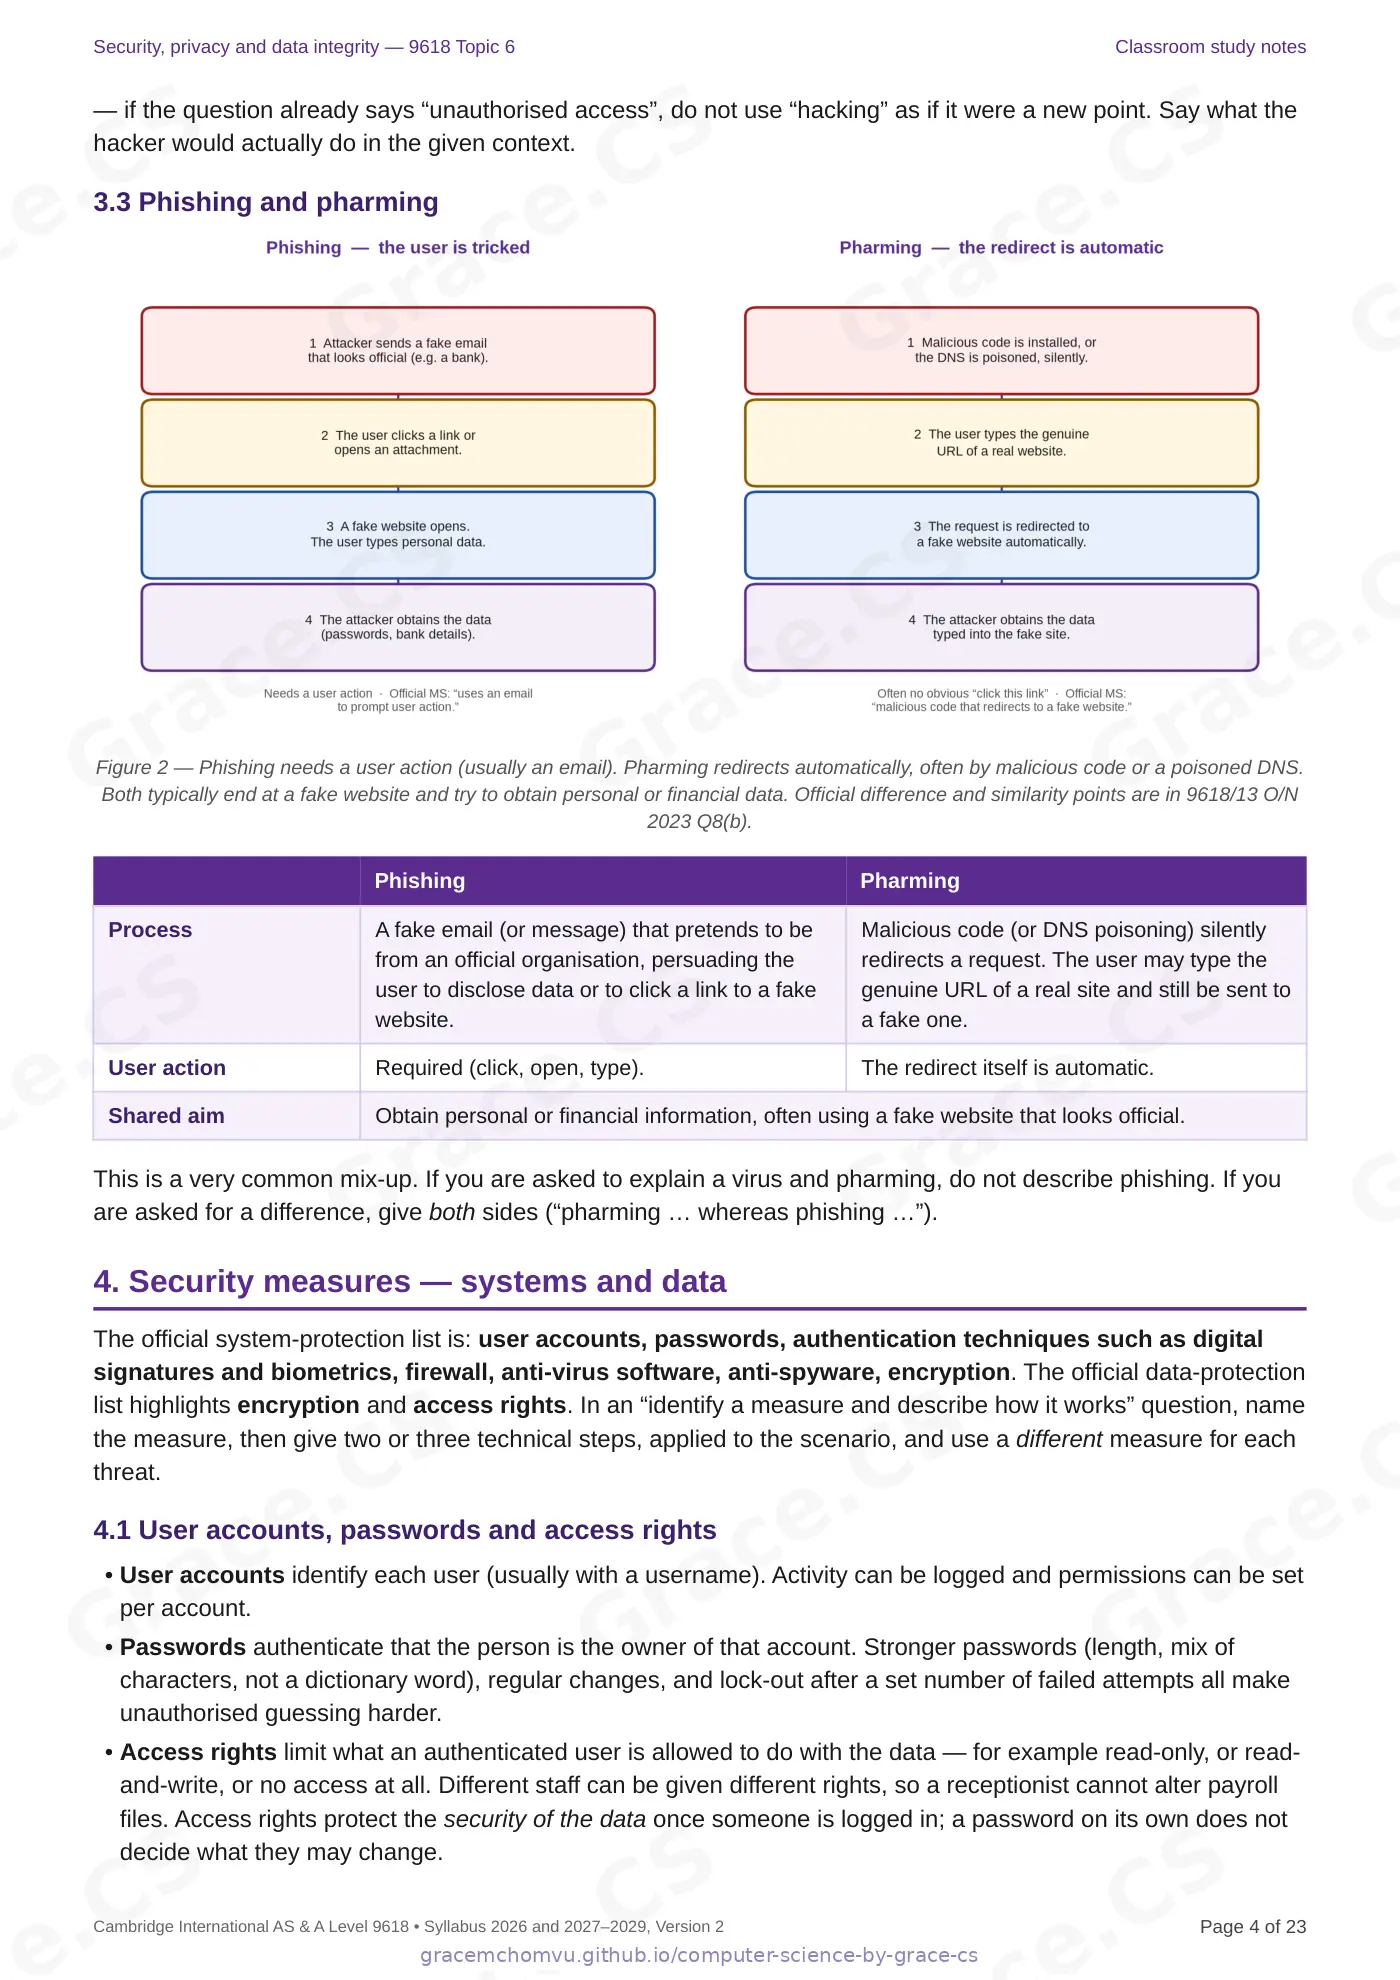 Security, privacy and data integrity — 9618 Topic 6
Classroom study notes
— if the question already says “unauthorised access”, do not use “hacking” as if it were a new point. Say what the
hacker would actually do in the given context.
3.3 Phishing and pharming
Phishing — the user is tricked
1 Attacker sends a fake email
that looks official (e.g. a bank).
2 The user clicks a link or
opens an attachment.
3 A fake website opens.
The user types personal data.
4 The attacker obtains the data
(passwords, bank details).
Needs a user action · Official MS: “uses an email
to prompt user action.”
Pharming — the redirect is automatic
1 Malicious code is installed, or
the DNS is poisoned, silently.
2 The user types the genuine
URL of a real website.
3 The request is redirected to
a fake website automatically.
4 The attacker obtains the data
typed into the fake site.
Often no obvious “click this link” · Official MS:
“malicious code that redirects to a fake website.”
Figure 2 — Phishing needs a user action (usually an email). Pharming redirects automatically, often by malicious code or a poisoned DNS.
Both typically end at a fake website and try to obtain personal or financial data. Official difference and similarity points are in 9618/13 O/N
2023 Q8(b).
Phishing
Pharming
Process
A fake email (or message) that pretends to be
from an official organisation, persuading the
user to disclose data or to click a link to a fake
website.
Malicious code (or DNS poisoning) silently
redirects a request. The user may type the
genuine URL of a real site and still be sent to
a fake one.
User action
Required (click, open, type).
The redirect itself is automatic.
Shared aim
Obtain personal or financial information, often using a fake website that looks official.
This is a very common mix-up. If you are asked to explain a virus and pharming, do not describe phishing. If you
are asked for a difference, give both sides (“pharming … whereas phishing …”).
4. Security measures — systems and data
The official system-protection list is: user accounts, passwords, authentication techniques such as digital
signatures and biometrics, firewall, anti-virus software, anti-spyware, encryption. The official data-protection
list highlights encryption and access rights. In an “identify a measure and describe how it works” question, name
the measure, then give two or three technical steps, applied to the scenario, and use a different measure for each
threat.
4.1 User accounts, passwords and access rights
• User accounts identify each user (usually with a username). Activity can be logged and permissions can be set
per account.
• Passwords authenticate that the person is the owner of that account. Stronger passwords (length, mix of
characters, not a dictionary word), regular changes, and lock-out after a set number of failed attempts all make
unauthorised guessing harder.
• Access rights limit what an authenticated user is allowed to do with the data — for example read-only, or read-
and-write, or no access at all. Different staff can be given different rights, so a receptionist cannot alter payroll
files. Access rights protect the security of the data once someone is logged in; a password on its own does not
decide what they may change.
Cambridge International AS & A Level 9618 • Syllabus 2026 and 2027–2029, Version 2
Page 4 of 23
gracemchomvu.github.io/computer-science-by-grace-cs
Grace.CS